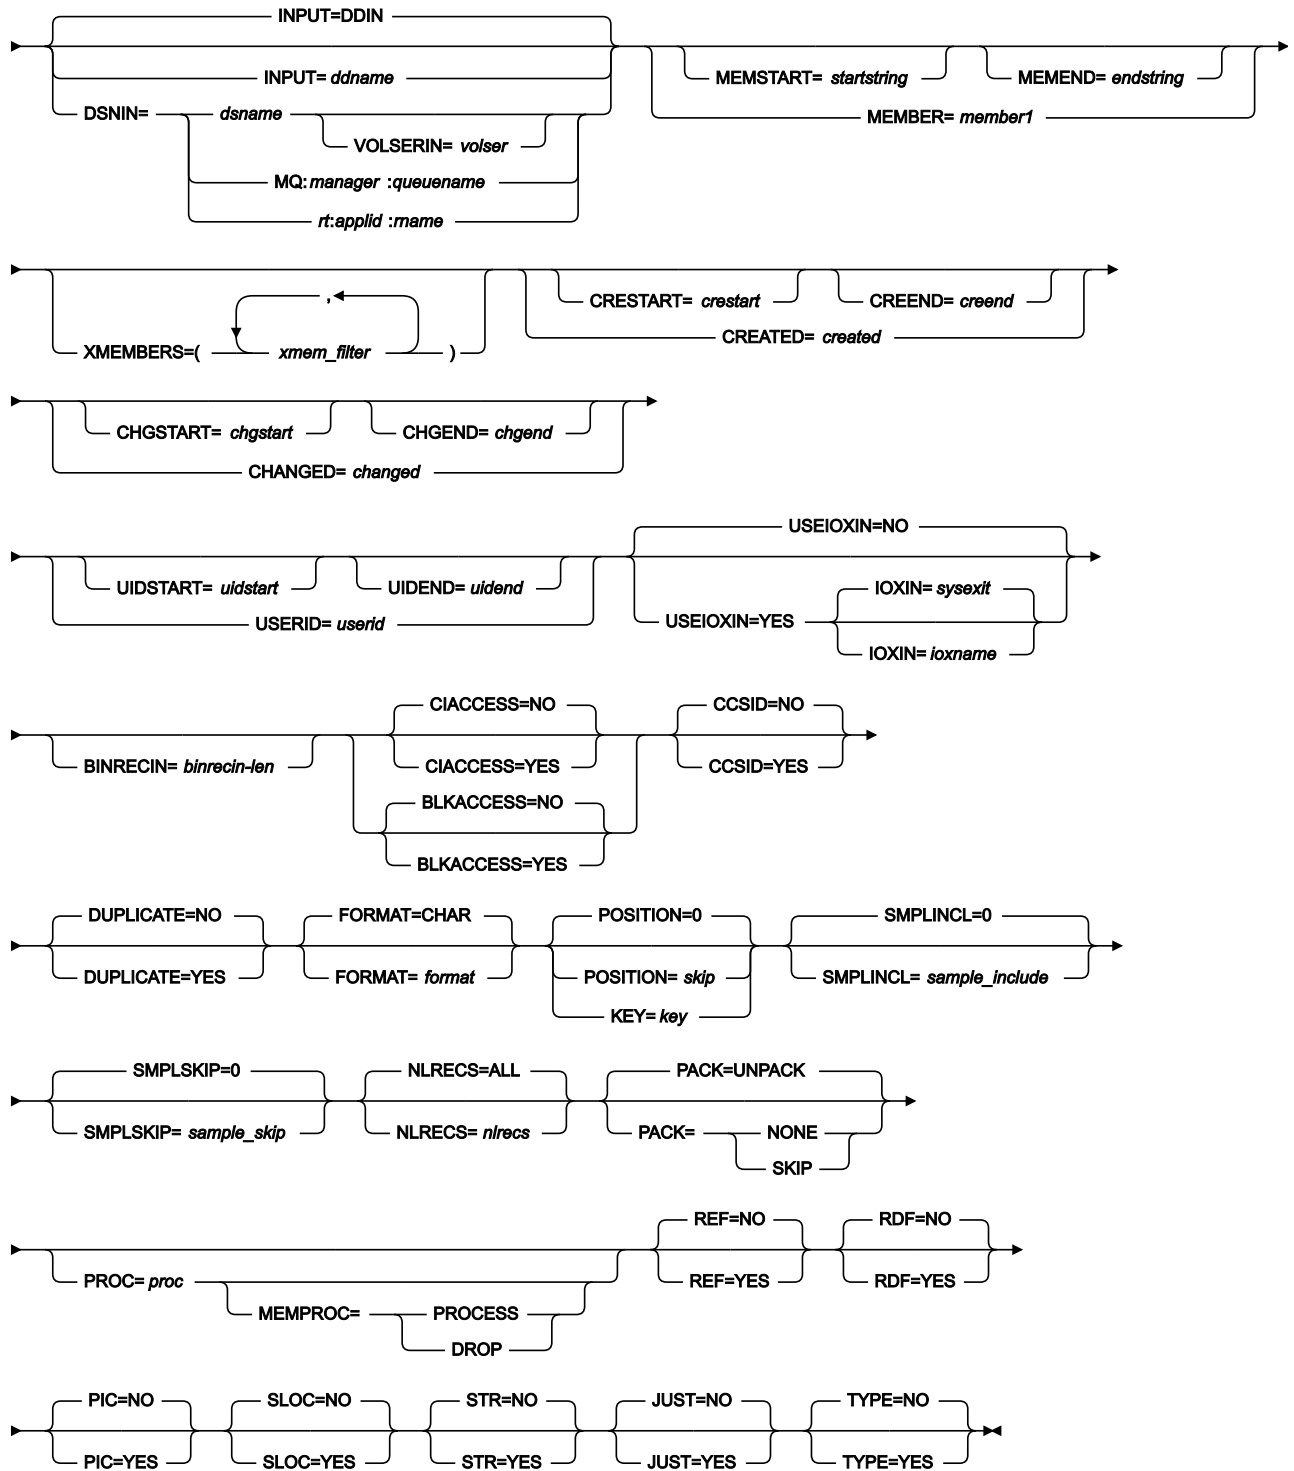 INPUT=DDIN
INPUT= ddname
DSNIN= dsname
VOLSERIN= volser
MQ:manager :queuename
rt:applid :rname
MEMSTART= startstring MEMEND= endstring
MEMBER= member1
,
XMEMBERS=( xmem_filter )
CRESTART= crestart CREEND= creend
CREATED= created
CHGSTART= chgstart CHGEND= chgend
CHANGED= changed
UIDSTART= uidstart UIDEND= uidend
USERID= userid
USEIOXIN=NO
USEIOXIN=YES
IOXIN= sysexit
IOXIN= ioxname
BINRECIN= binrecin-len
CIACCESS=NO
CIACCESS=YES
BLKACCESS=NO
BLKACCESS=YES
CCSID=NO
CCSID=YES
DUPLICATE=NO
DUPLICATE=YES
FORMAT=CHAR
FORMAT= format
POSITION=0
POSITION= skip
KEY= key
SMPLINCL=0
SMPLINCL= sample_include
SMPLSKIP=0
SMPLSKIP= sample_skip
NLRECS=ALL
NLRECS= nlrecs
PACK=UNPACK
PACK= NONE
SKIP
PROC= proc
MEMPROC= PROCESS
DROP
REF=NO
REF=YES
RDF=NO
RDF=YES
PIC=NO
PIC=YES
SLOC=NO
SLOC=YES
STR=NO
STR=YES
JUST=NO
JUST=YES
TYPE=NO
TYPE=YES